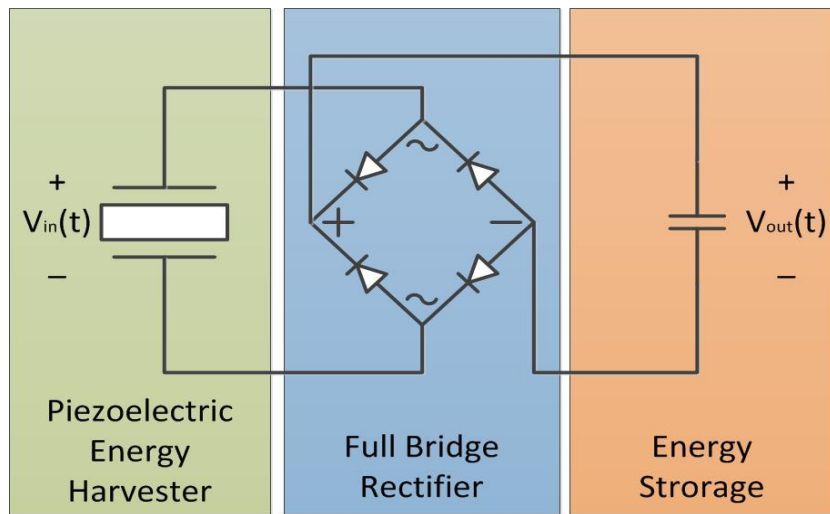 +
Vin(t)
−
~
+
−
~
+
Vout(t)
−
Piezoelectric
Energy
Harvester
Full Bridge
Rectifier
Energy
Strorage